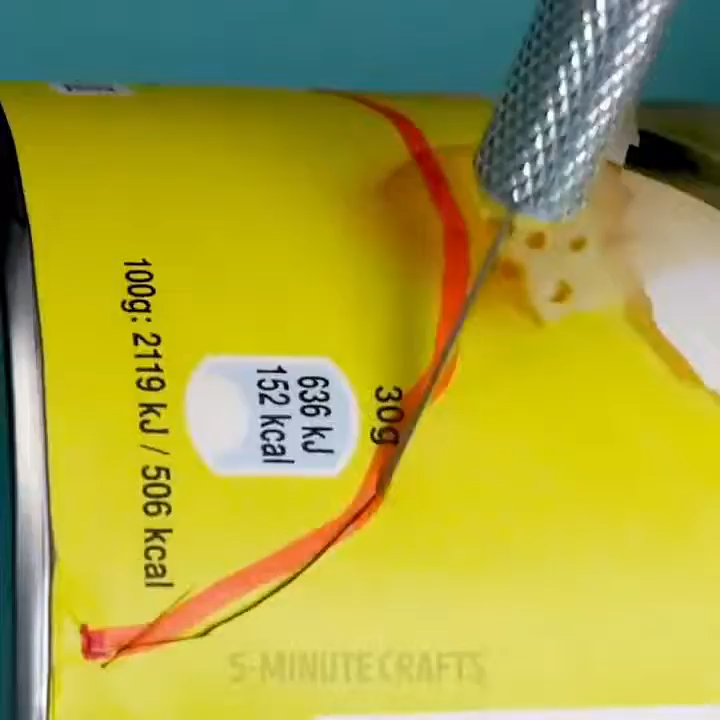 30g
636 kJ
152 kcal
100g: 2119 kJ / 506 kcal
5-MINUTE CRAFTS